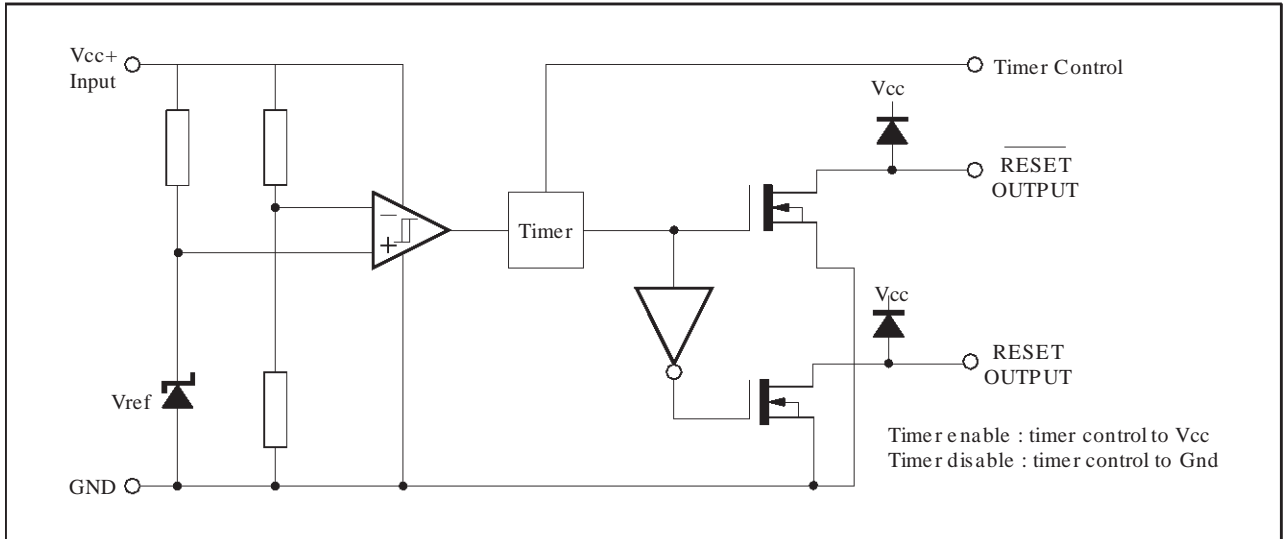 Vcc+
Input
Timer Control
Vcc
RESET
OUTPUT
−
+
Timer
Vcc
RESET
OUTPUT
Vref
Timer enable : timer control to Vcc
Timer disable : timer control to Gnd
GND